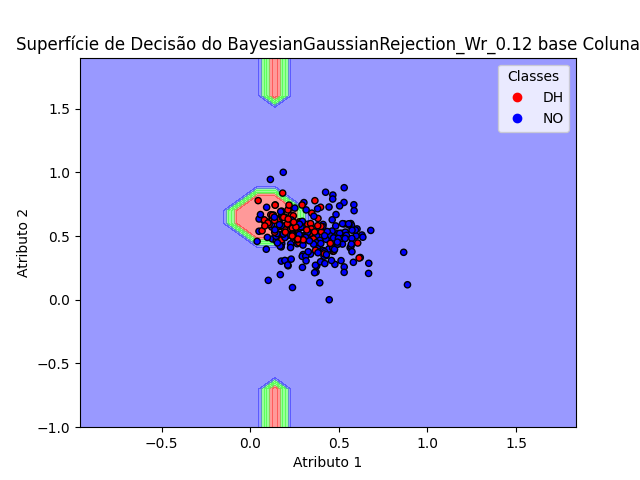 Superfície de Decisão do BayesianGaussianRejection_Wr_0.12 base Coluna
Classes
DH
NO
1.5
1.0
0.5
0.0
−0.5
−1.0
Atributo 2
−0.5
0.0
0.5
1.0
1.5
Atributo 1